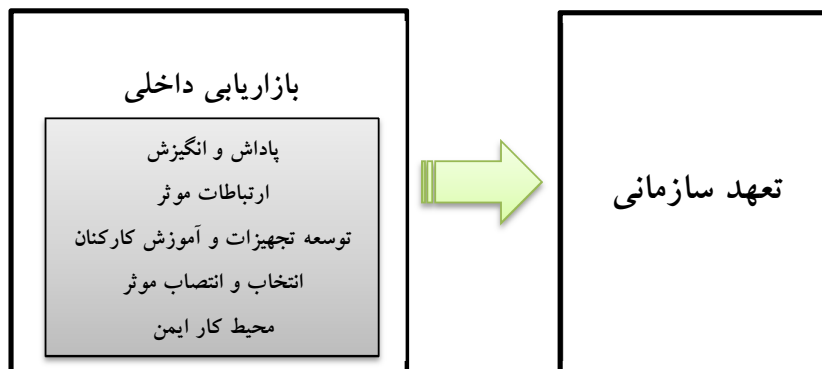 بازاریابی داخلی
پاداش و انگیزش
ارتباطات موثر
توسعه تجهیزات و آموزش کارکنان
انتخاب و انتصاب موثر
محیط کار ایمن
تعهد سازمانی